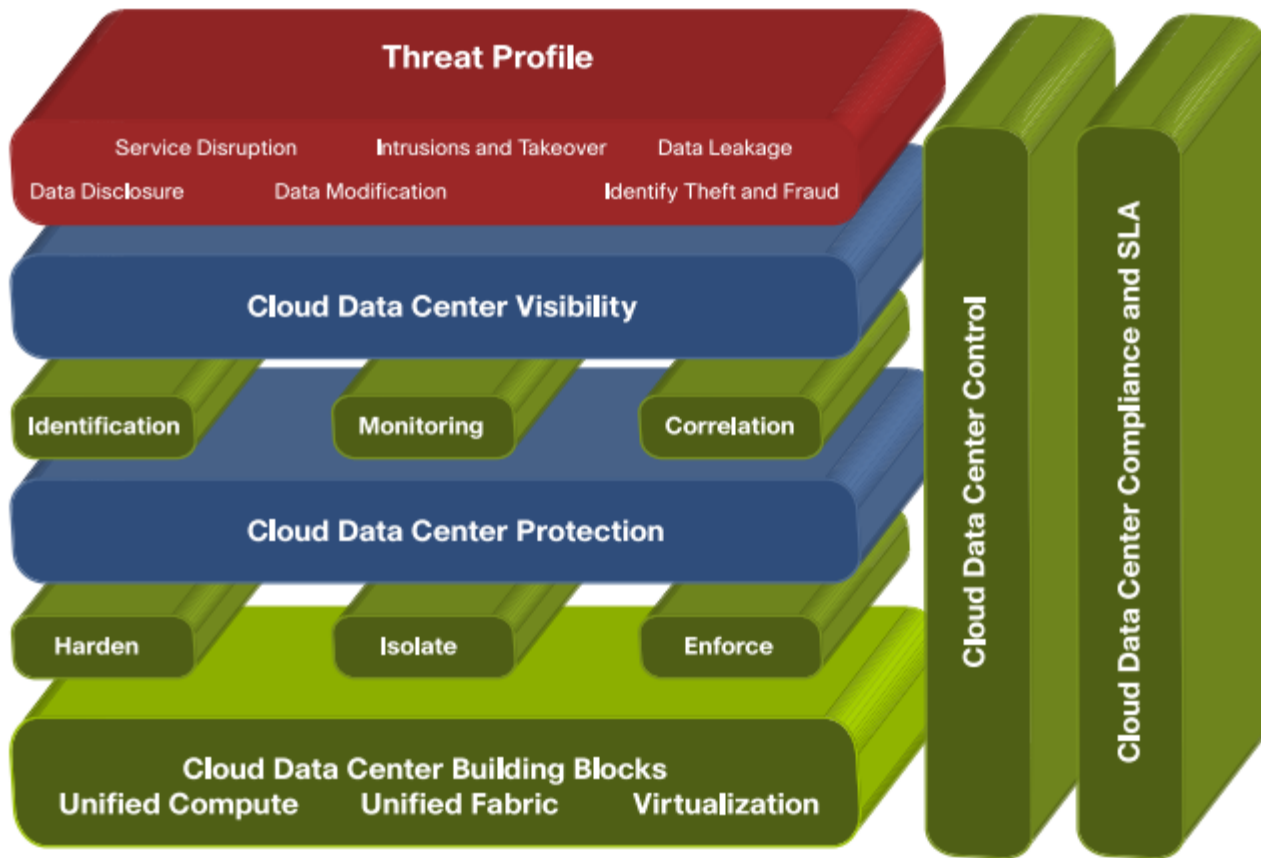 Threat Profile
Service Disruption Intrusions and Takeover Data Leakage
Data Disclosure Data Modification Identify Theft and Fraud
Cloud Data Center Visibility
Identification Monitoring Correlation
Cloud Data Center Protection
Harden Isolate Enforce
Cloud Data Center Building Blocks
Unified Compute Unified Fabric Virtualization
Cloud Data Center Control
Cloud Data Center Compliance and SLA